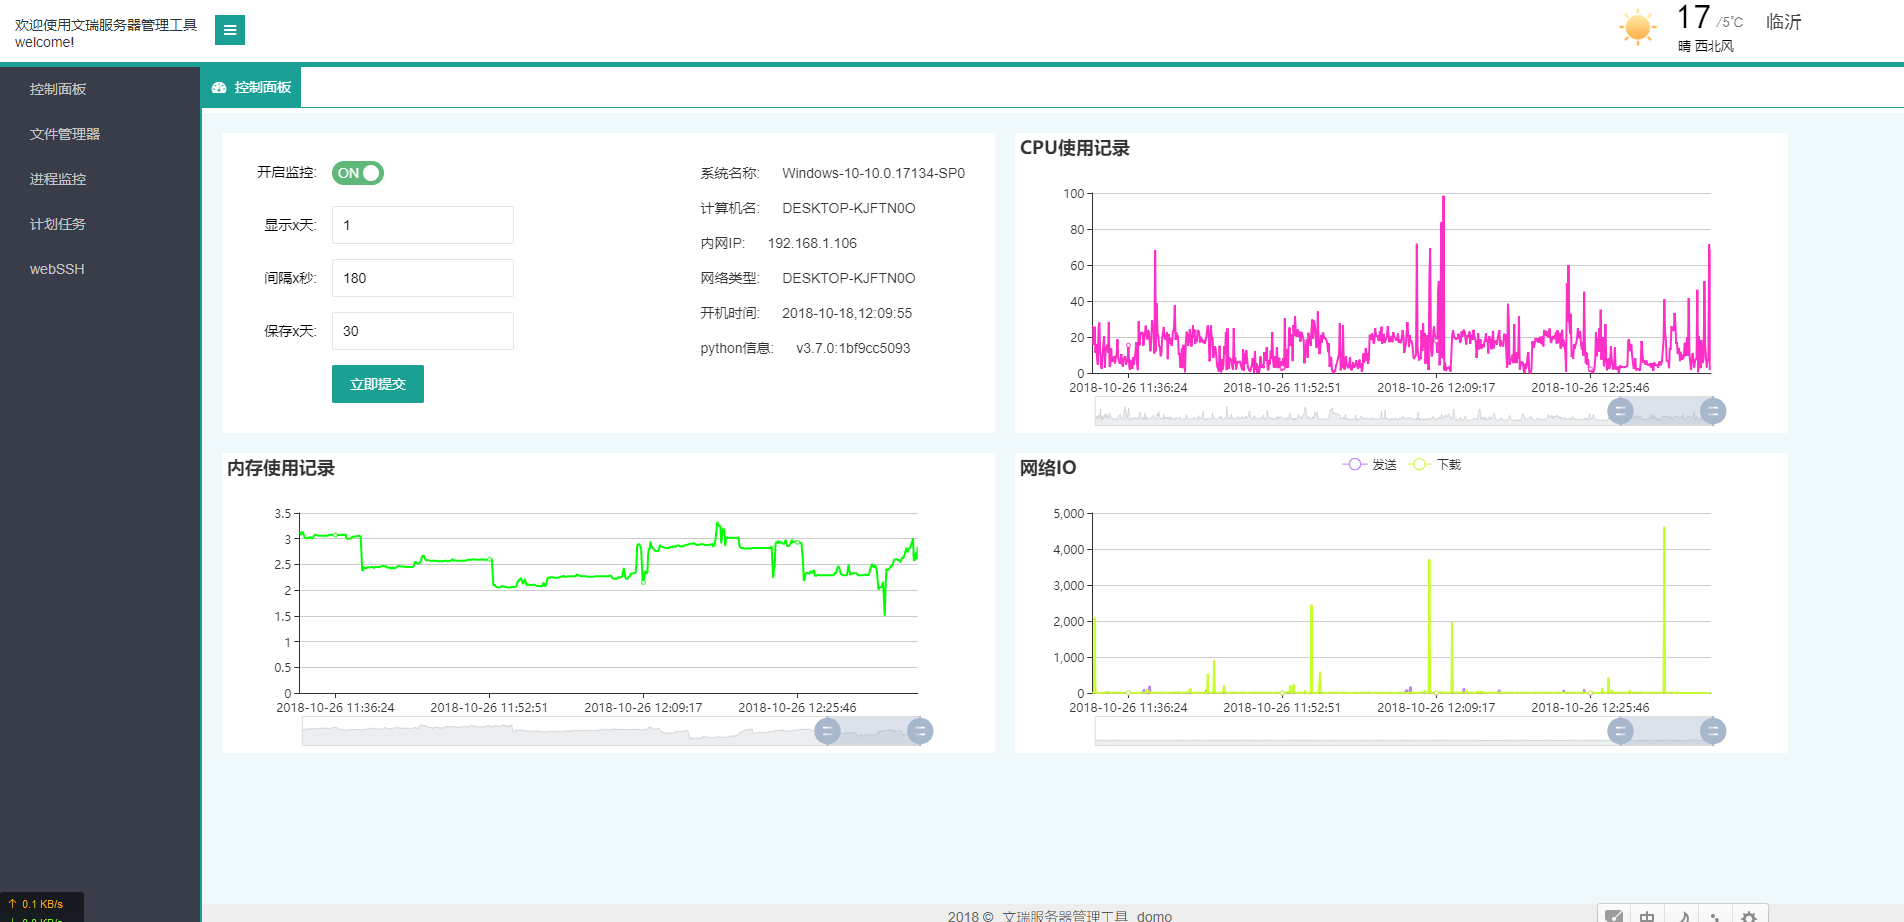 欢迎使用文瑞服务器管理工具
welcome!
17 /5℃ 临沂
晴 西北风
控制面板
文件管理器
进程监控
计划任务
webSSH
控制面板
开启监控: ON
显示x天: 1
间隔x秒: 180
保存x天: 30
立即提交
系统名称: Windows-10-10.0.17134-SP0
计算机名: DESKTOP-KJFTN0O
内网IP: 192.168.1.106
网络类型: DESKTOP-KJFTN0O
开机时间: 2018-10-18,12:09:55
python信息: v3.7.0:1bf9cc5093
CPU使用记录
100
80
60
40
20
0
2018-10-26 11:36:24 2018-10-26 11:52:51 2018-10-26 12:09:17 2018-10-26 12:25:46
内存使用记录
3.5
3
2.5
2
1.5
1
0.5
0
2018-10-26 11:36:24 2018-10-26 11:52:51 2018-10-26 12:09:17 2018-10-26 12:25:46
网络IO
发送 下载
5,000
4,000
3,000
2,000
1,000
0
2018-10-26 11:36:24 2018-10-26 11:52:51 2018-10-26 12:09:17 2018-10-26 12:25:46
↑ 0.1 KB/s
2018 © 文瑞服务器管理工具 domo
中